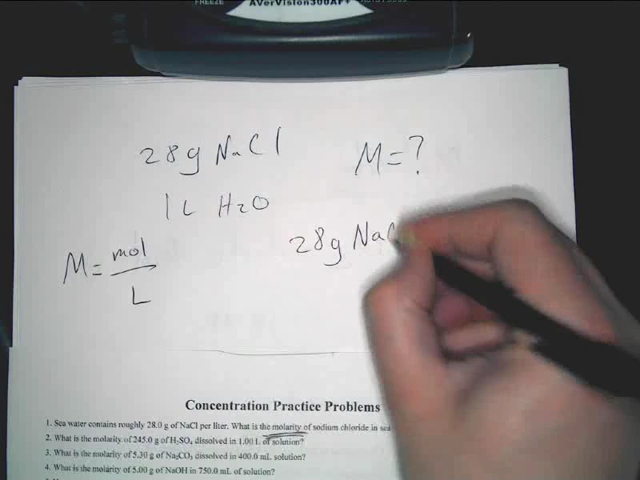 FREEZE AVerVision300AF+
28g NaCl
M=?
1L H2O
28g NaC
M=mol
L
Concentration Practice Problems
1. Sea water contains roughly 28.0 g of NaCl per liter. What is the molarity of sodium chloride in sea
2. What is the molarity of 245.0 g of H₂SO₄ dissolved in 1.00 L of solution?
3. What is the molarity of 5.30 g of Na₂CO₃ dissolved in 400.0 mL solution?
4. What is the molarity of 5.00 g of NaOH in 750.0 mL of solution?